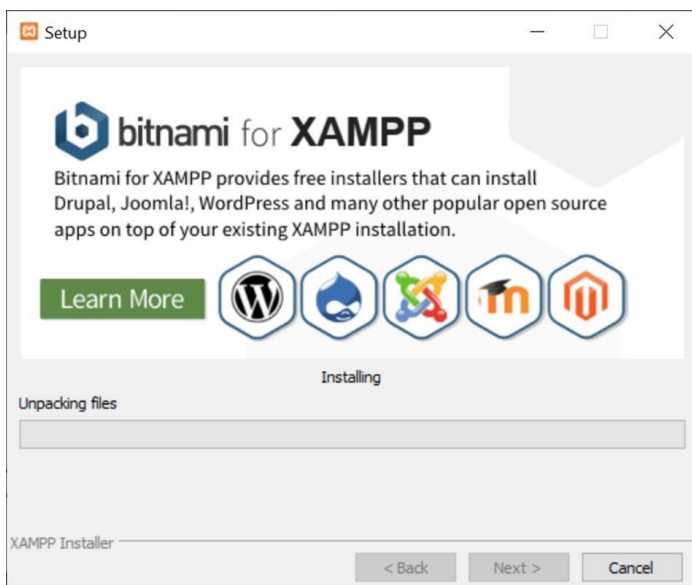 Setup
bitnami for XAMPP
Bitnami for XAMPP provides free installers that can install
Drupal, Joomla!, WordPress and many other popular open source
apps on top of your existing XAMPP installation.
Learn More
Installing
Unpacking files
XAMPP Installer
< Back Next > Cancel